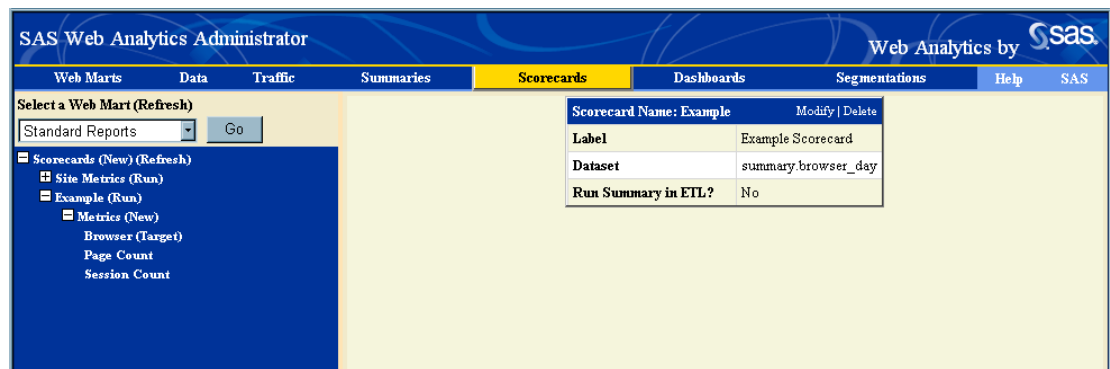 SAS Web Analytics Administrator
Web Analytics by sas.
Web Marts Data Traffic Summaries Scorecards Dashboards Segmentations Help SAS
Select a Web Mart (Refresh)
Standard Reports Go
Scorecards (New) (Refresh)
Site Metrics (Run)
Example (Run)
Metrics (New)
Browser (Target)
Page Count
Session Count
Scorecard Name: Example Modify | Delete
Label Example Scorecard
Dataset summary.browser_day
Run Summary in ETL? No